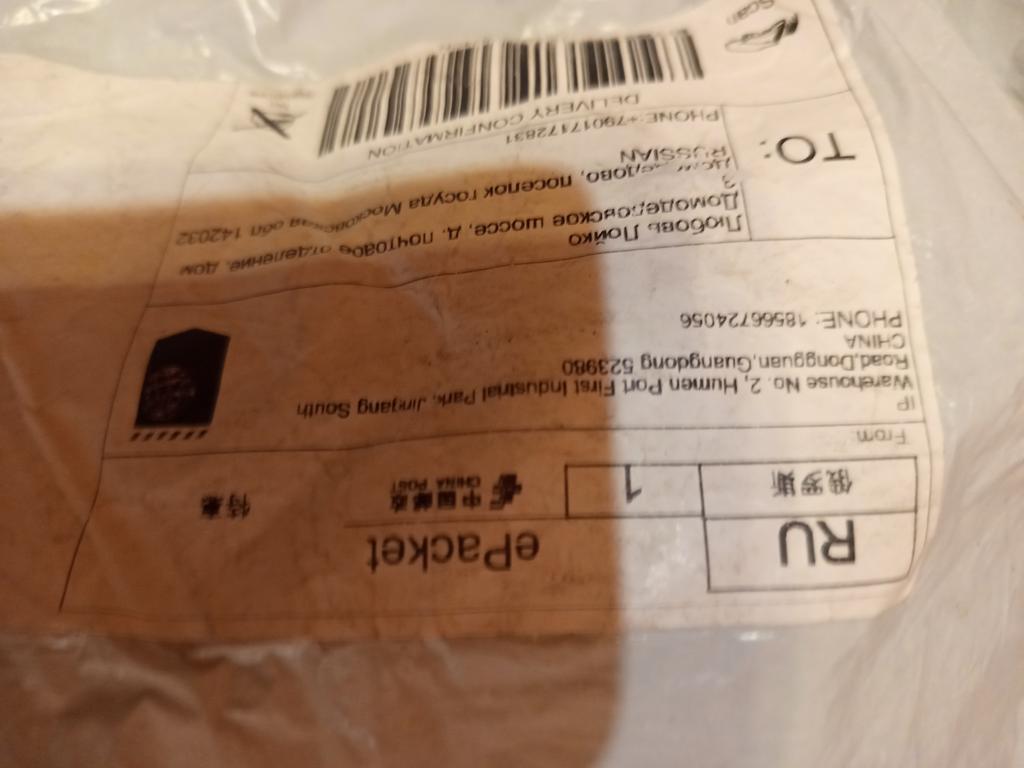 RU
ePacket
俄罗斯
1
中国邮政
CHINA POST
特惠
From:
IP
Warehouse No. 2, Humen Port First Industrial Park, Jingang South
Road,Dongguan,Guangdong 523980
CHINA
PHONE: 18566724056
TO:
Любовь Лойко
Домодедовское шоссе, д. почтовое отделение, дом
3
поселок госуда Московская обл 142032
RUSSIAN
PHONE:+79017172831
DELIVERY CONFIRMATION
Scan